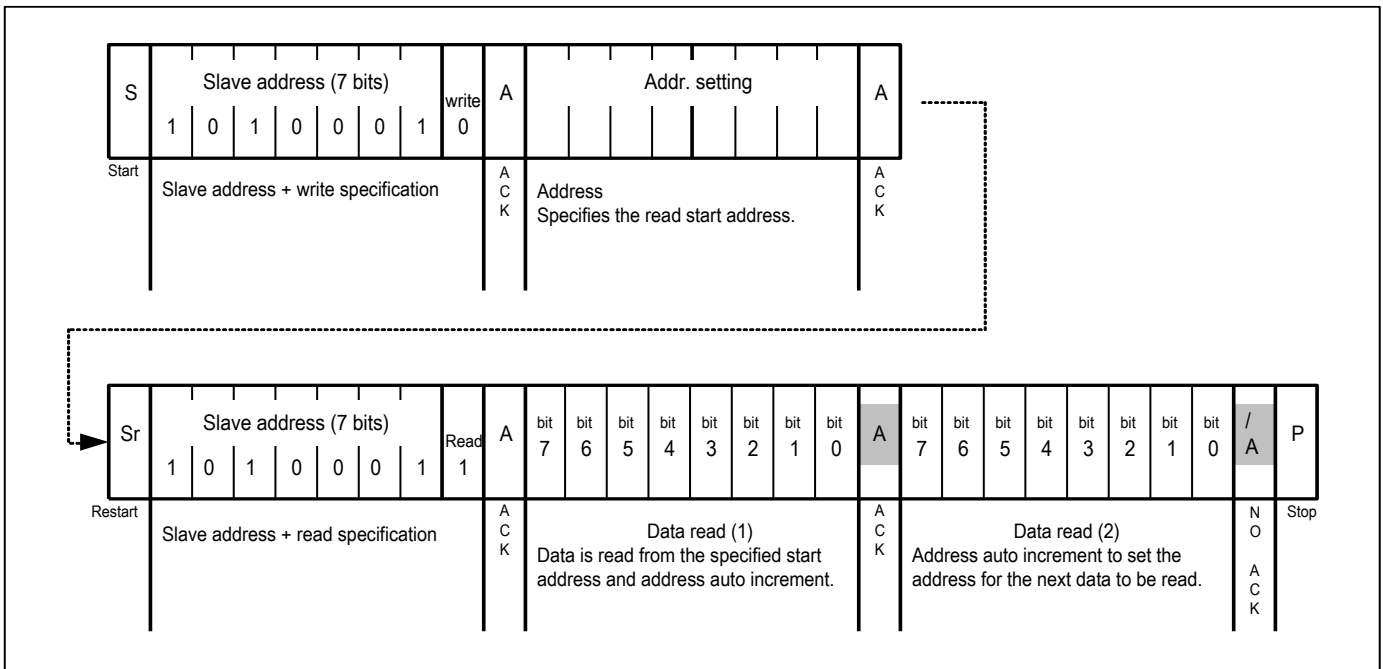 S
Slave address (7 bits)
write
A
Addr. setting
A
1 0 1 0 0 0 1 0
Start
Slave address + write specification
A
C
K
Address
Specifies the read start address.
A
C
K
Sr
Slave address (7 bits)
Read
A
bit bit bit bit bit bit bit bit
7 6 5 4 3 2 1 0
A
bit bit bit bit bit bit bit bit
7 6 5 4 3 2 1 0
/
A
P
1 0 1 0 0 0 1 1
Restart
Slave address + read specification
A
C
K
Data read (1)
Data is read from the specified start
address and address auto increment.
A
C
K
Data read (2)
Address auto increment to set the
address for the next data to be read.
N
O
A
C
K
Stop